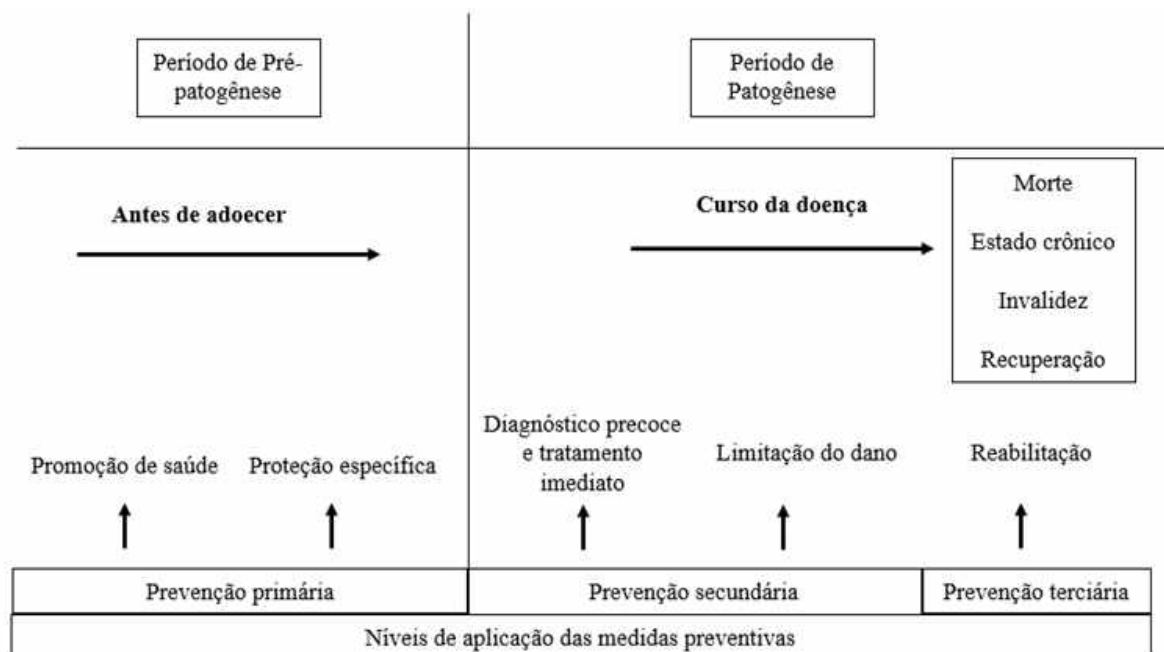 Período de Pré-
patogênese
Período de
Patogênese
Antes de adoecer
Curso da doença
Morte
Estado crônico
Invalidez
Recuperação
Promoção de saúde
Proteção específica
Diagnóstico precoce
e tratamento
imediato
Limitação do dano
Reabilitação
Prevenção primária
Prevenção secundária
Prevenção terciária
Níveis de aplicação das medidas preventivas